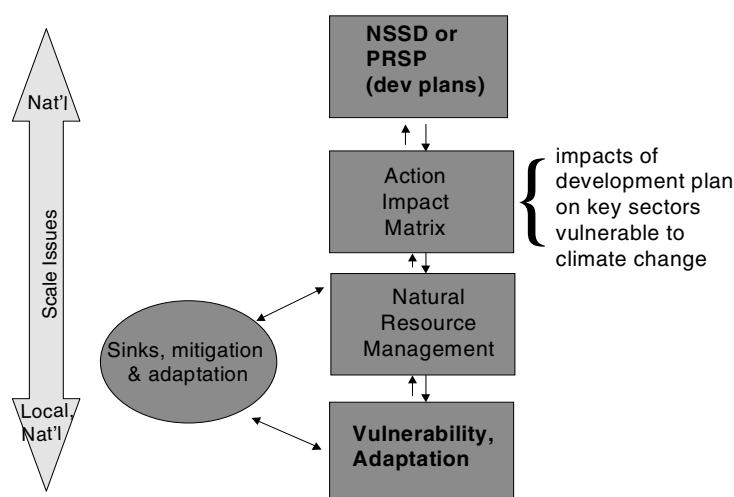 NSSD or
PRSP
(dev plans)
Nat'l
Action
Impact
Matrix
{
impacts of
development plan
on key sectors
vulnerable to
climate change
Scale Issues
Natural
Resource
Management
Sinks, mitigation
& adaptation
Local,
Nat'l
Vulnerability,
Adaptation